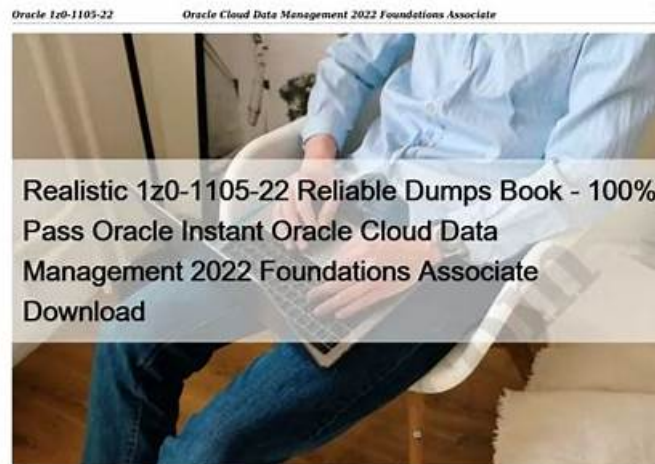 Oracle 1z0-1105-22 Oracle Cloud Data Management 2022 Foundations Associate
Realistic 1z0-1105-22 Reliable Dumps Book - 100%
Pass Oracle Instant Oracle Cloud Data
Management 2022 Foundations Associate
Download